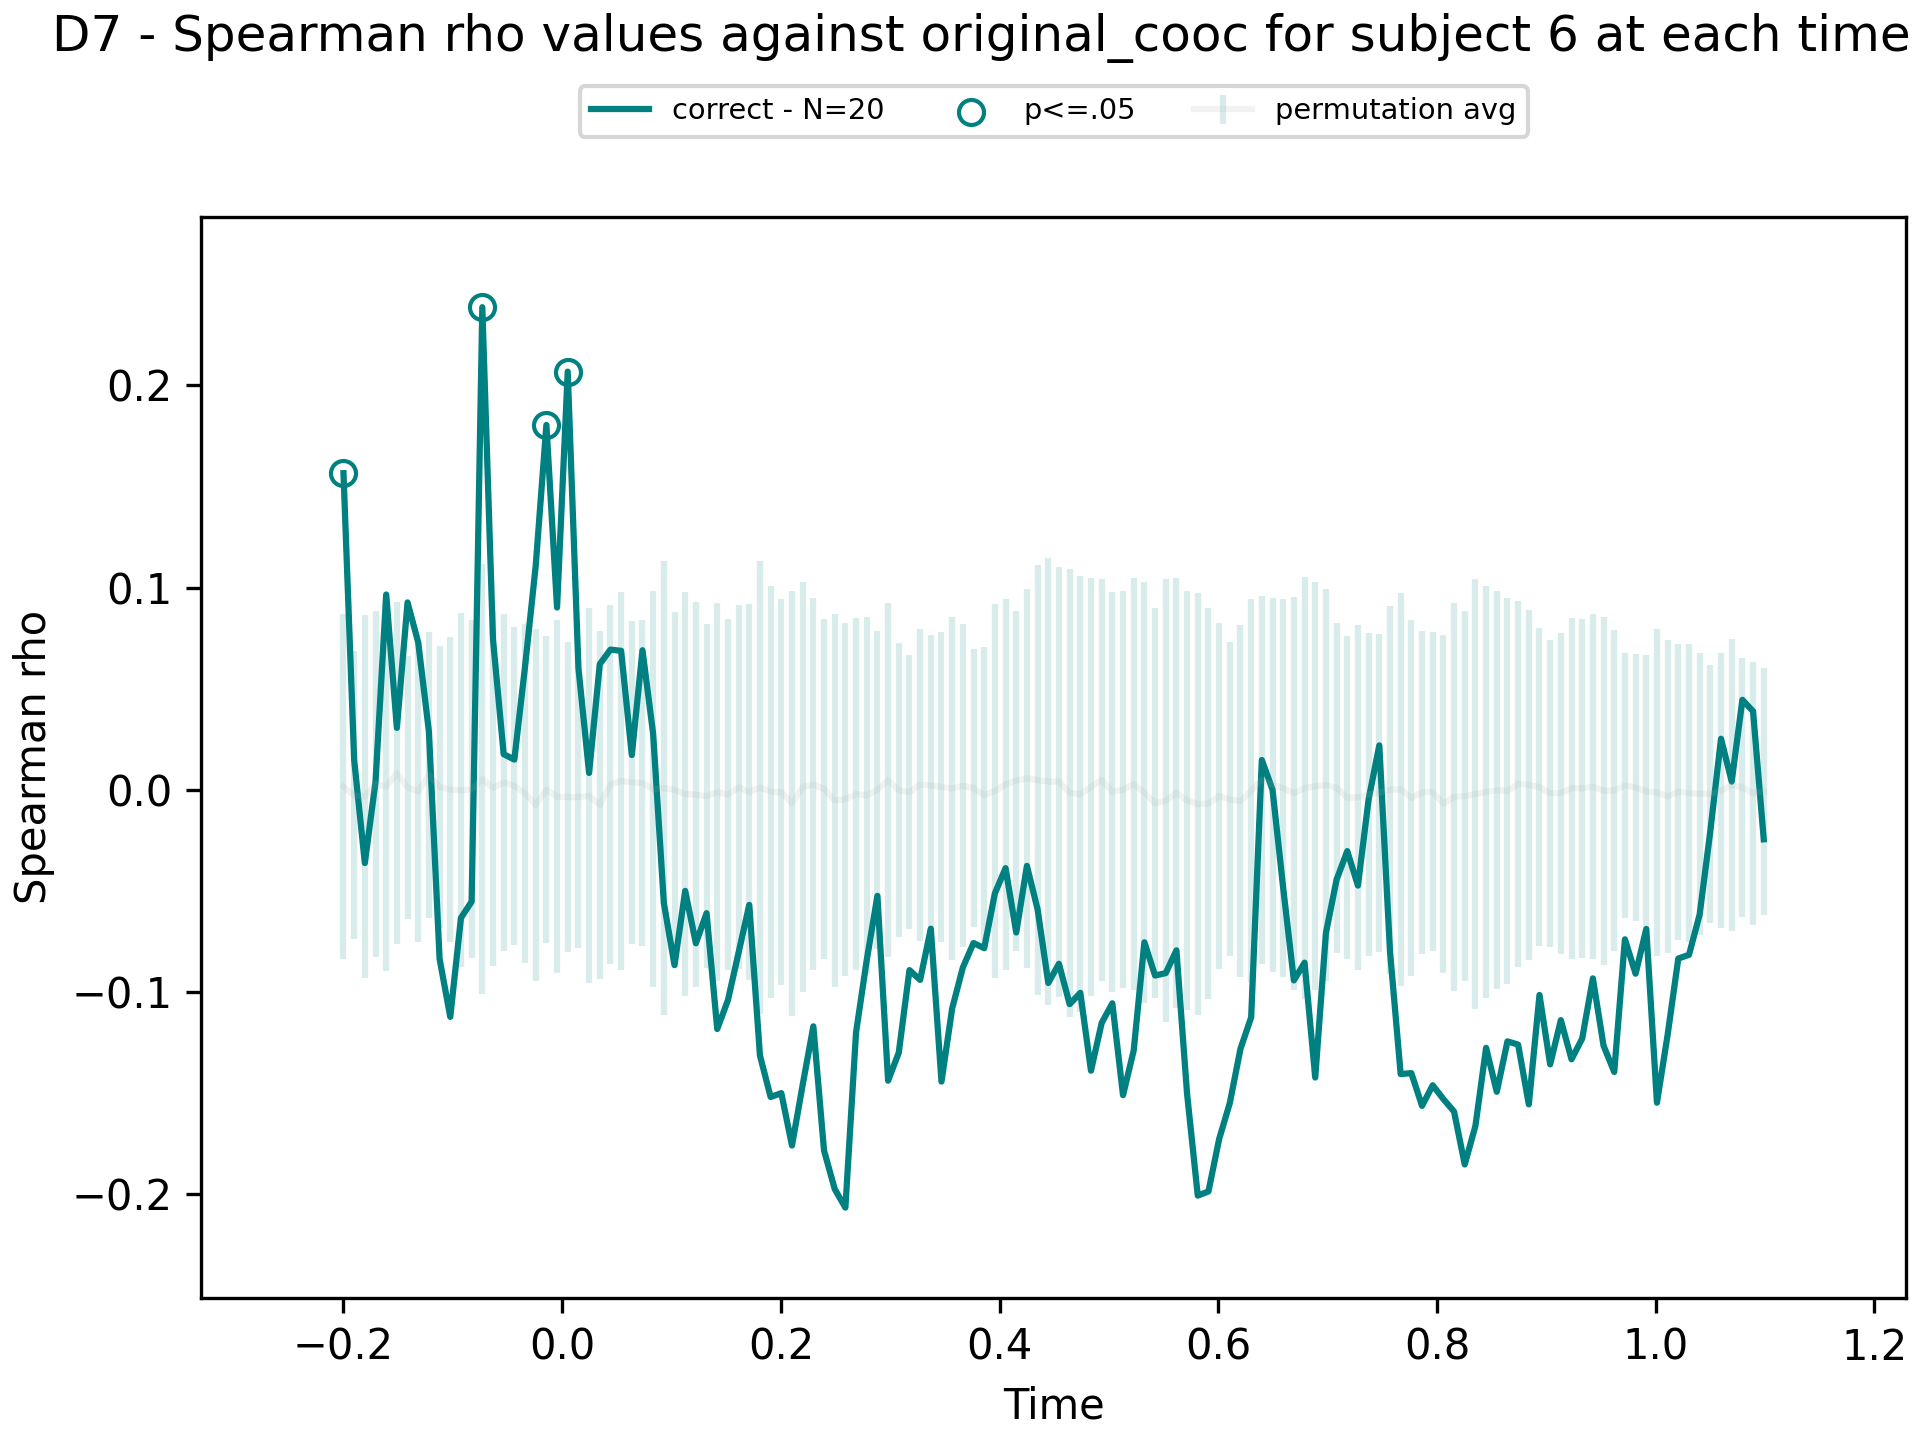 D7 - Spearman rho values against original_cooc for subject 6 at each time
correct - N=20 p<=.05 permutation avg
Spearman rho
0.2
0.1
0.0
−0.1
−0.2
−0.2 0.0 0.2 0.4 0.6 0.8 1.0 1.2
Time